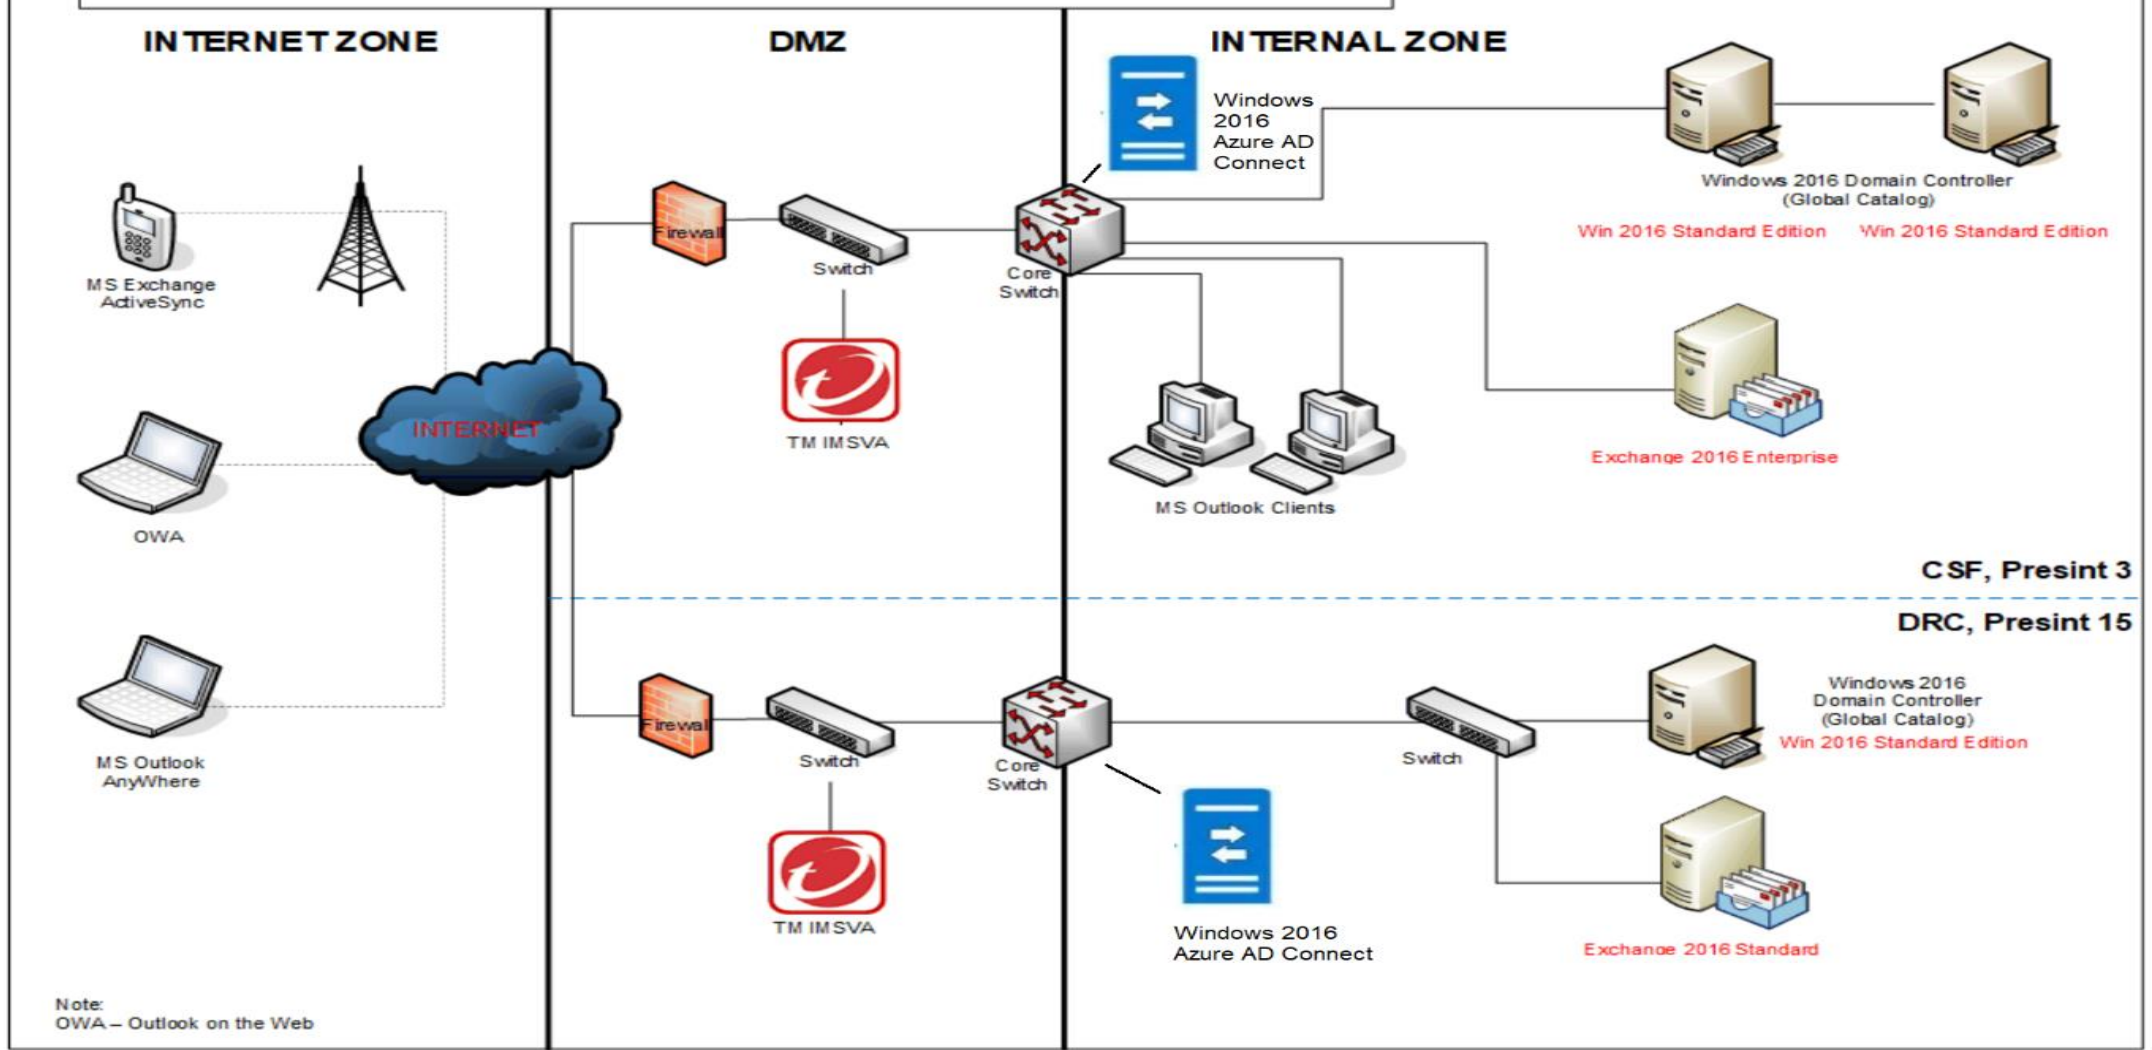 INTERNET ZONE
DMZ
INTERNAL ZONE
Windows
2016
Azure AD
Connect
Windows 2016 Domain Controller
(Global Catalog)
Win 2016 Standard Edition
Win 2016 Standard Edition
Firewall
Switch
Core
Switch
MS Exchange
ActiveSync
INTERNET
TM IMSVA
Exchange 2016 Enterprise
MS Outlook Clients
OWA
CSF, Presint 3
DRC, Presint 15
Windows 2016
Domain Controller
(Global Catalog)
Win 2016 Standard Edition
Firewall
Switch
Core
Switch
Switch
MS Outlook
AnyWhere
TM IMSVA
Windows 2016
Azure AD Connect
Exchange 2016 Standard
Note:
OWA – Outlook on the Web